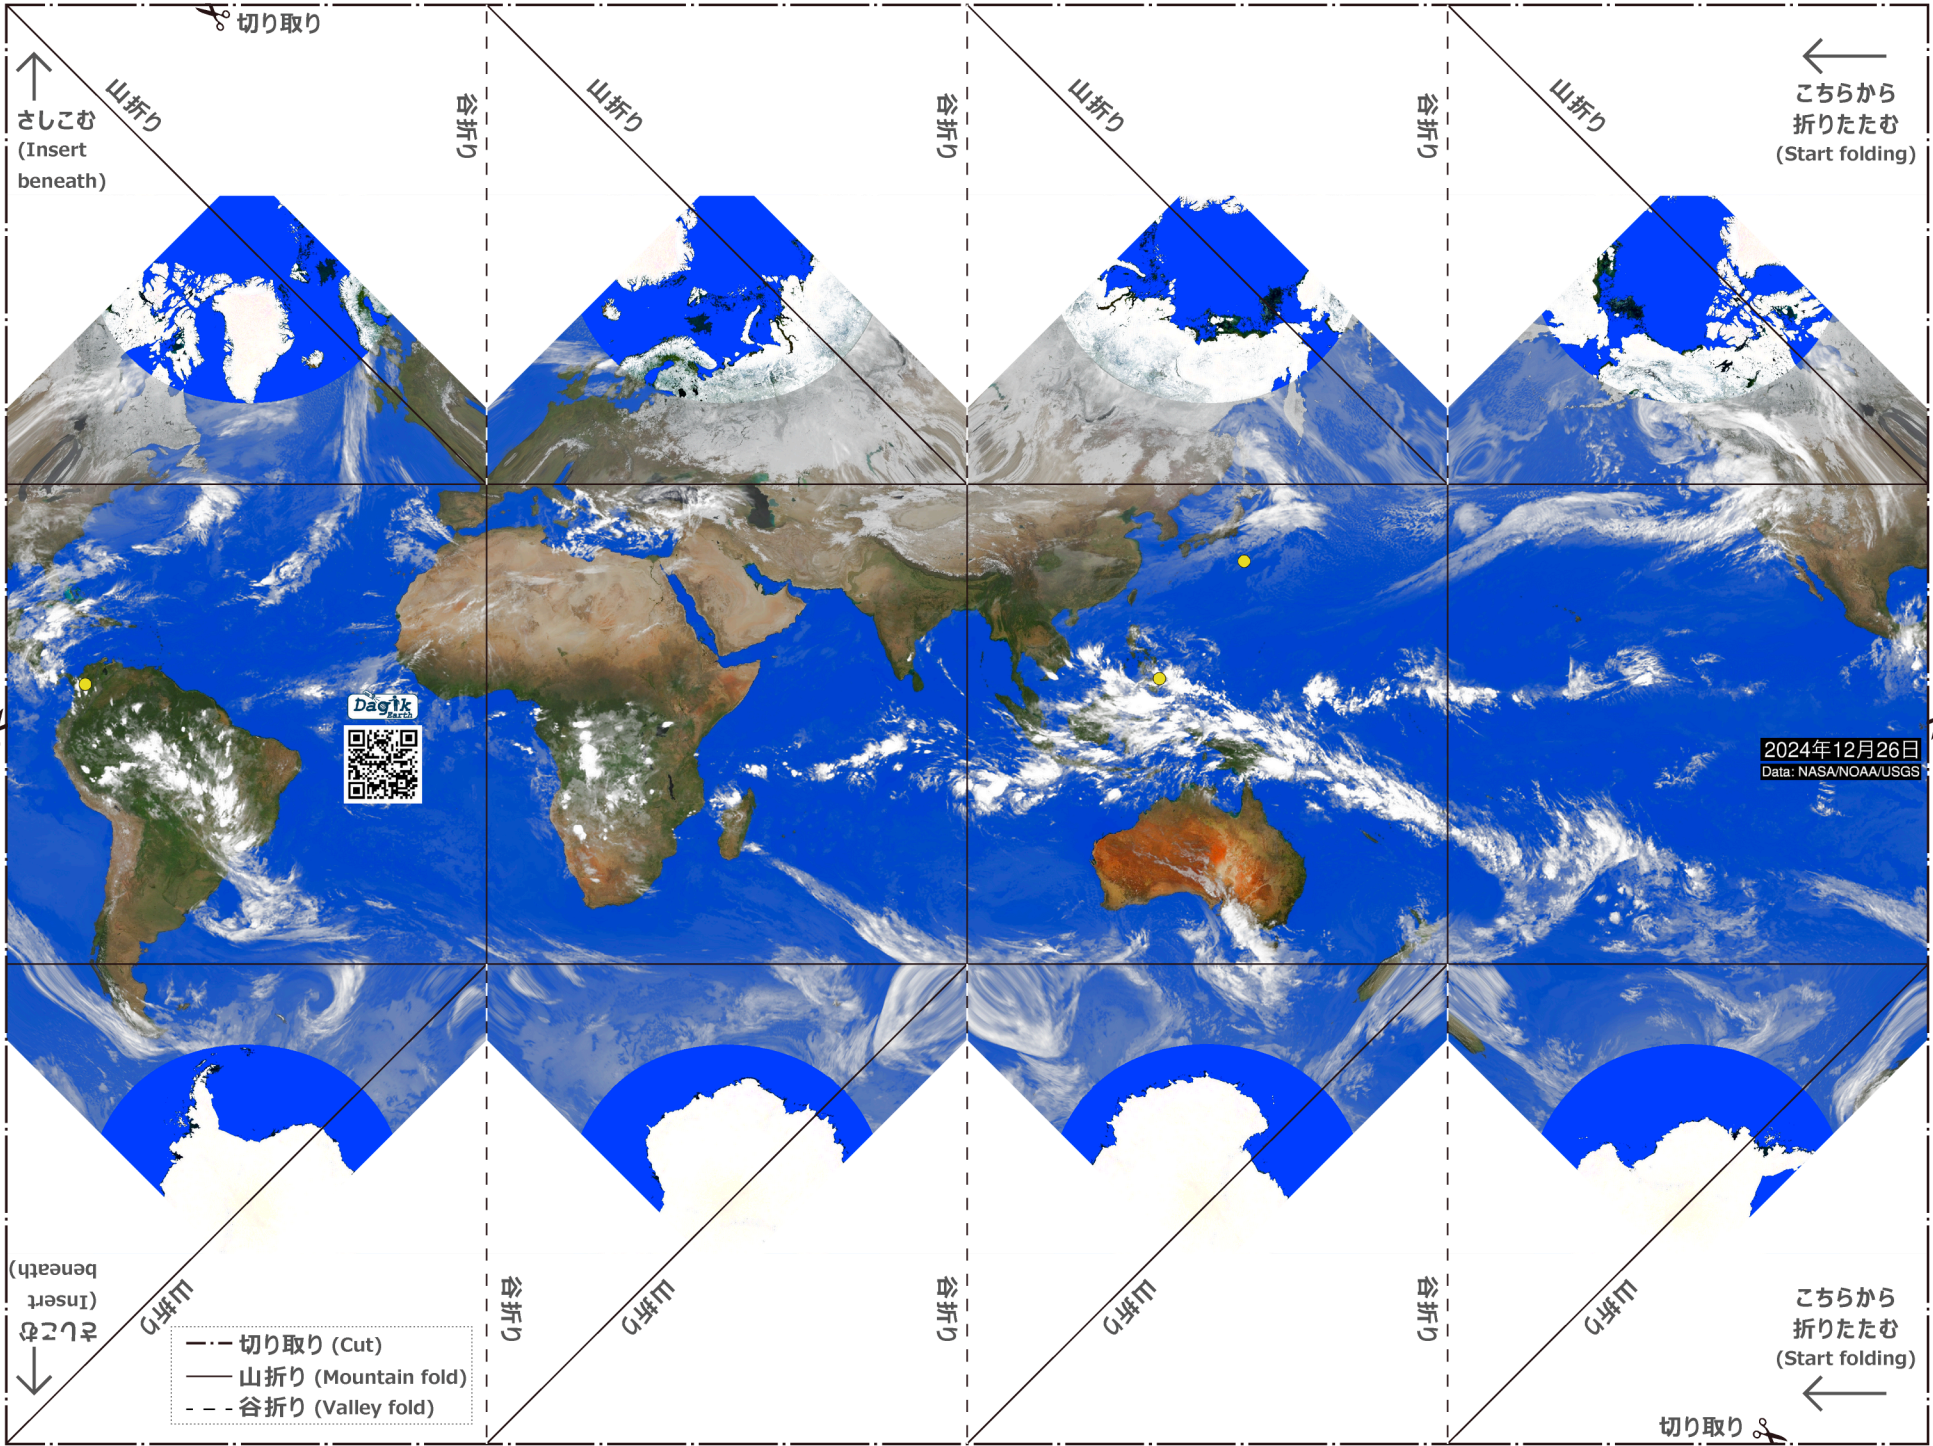 切り取り
さしこむ
(Insert
beneath)
山折り
谷折り
山折り
谷折り
山折り
谷折り
山折り
こちらから
折りたたむ
(Start folding)
Dagik
Earth
2024年12月26日
Data: NASA/NOAA/USGS
さしこむ
(Insert
beneath)
山折り
谷折り
山折り
谷折り
山折り
谷折り
山折り
こちらから
折りたたむ
(Start folding)
切り取り (Cut)
山折り (Mountain fold)
谷折り (Valley fold)
切り取り